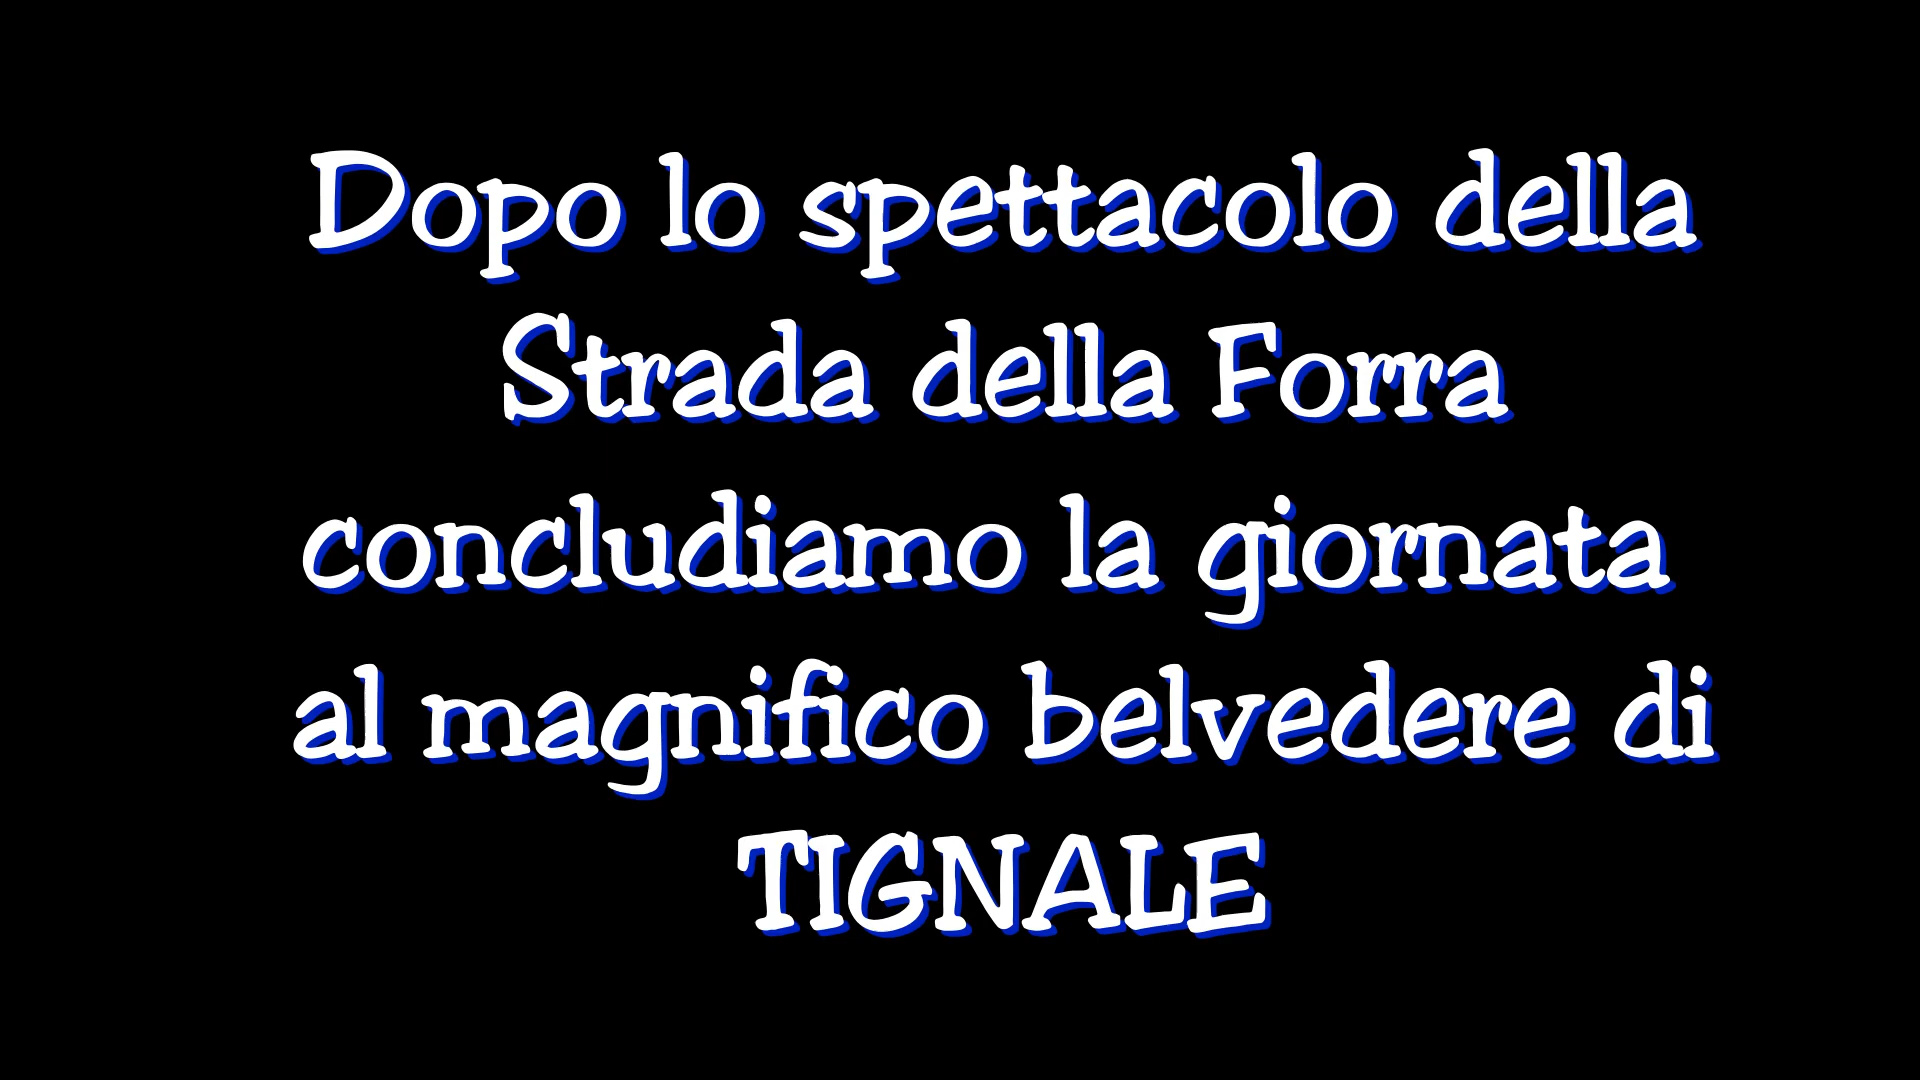 Dopo lo spettacolo della
Strada della Forra
concludiamo la giornata
al magnifico belvedere di
TIGNALE